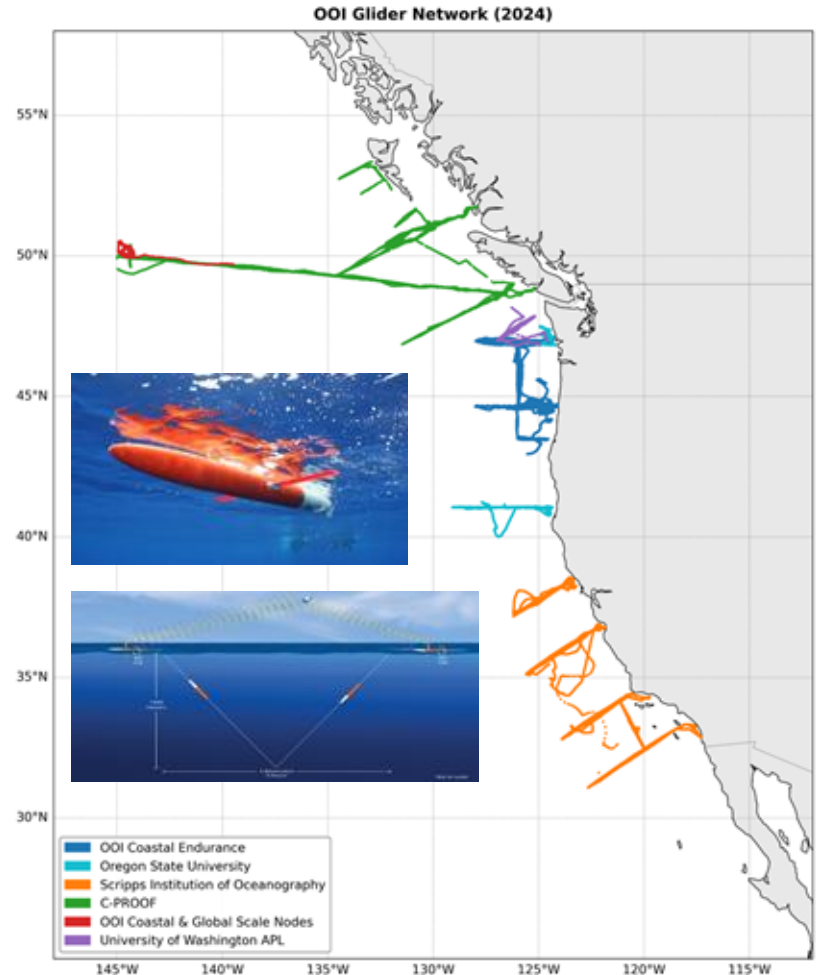 OOI Glider Network (2024)
55°N
50°N
45°N
40°N
35°N
30°N
OOI Coastal Endurance
Oregon State University
Scripps Institution of Oceanography
C-PROOF
OOI Coastal & Global Scale Nodes
University of Washington APL
145°W
140°W
135°W
130°W
125°W
120°W
115°W